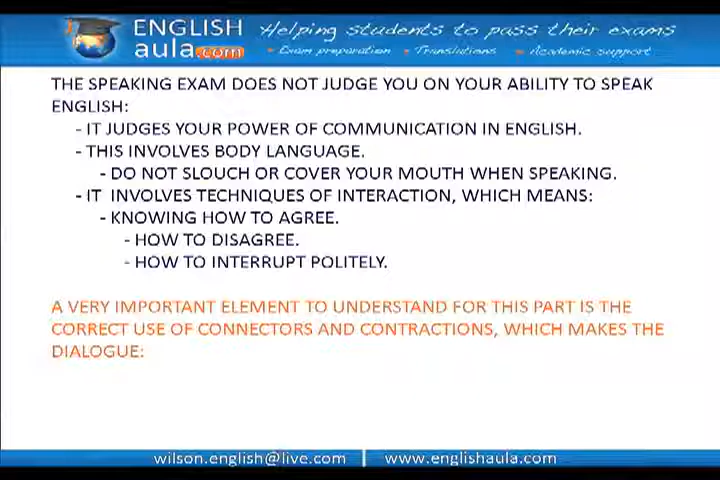 ENGLISH
aula.com
Helping students to pass their exams
- Exam preparation - Translations - Academic support
THE SPEAKING EXAM DOES NOT JUDGE YOU ON YOUR ABILITY TO SPEAK
ENGLISH:
- IT JUDGES YOUR POWER OF COMMUNICATION IN ENGLISH.
- THIS INVOLVES BODY LANGUAGE.
- DO NOT SLOUCH OR COVER YOUR MOUTH WHEN SPEAKING.
- IT INVOLVES TECHNIQUES OF INTERACTION, WHICH MEANS:
- KNOWING HOW TO AGREE.
- HOW TO DISAGREE.
- HOW TO INTERRUPT POLITELY.
A VERY IMPORTANT ELEMENT TO UNDERSTAND FOR THIS PART IS THE
CORRECT USE OF CONNECTORS AND CONTRACTIONS, WHICH MAKES THE
DIALOGUE:
wilson.english@live.com | www.englishaula.com